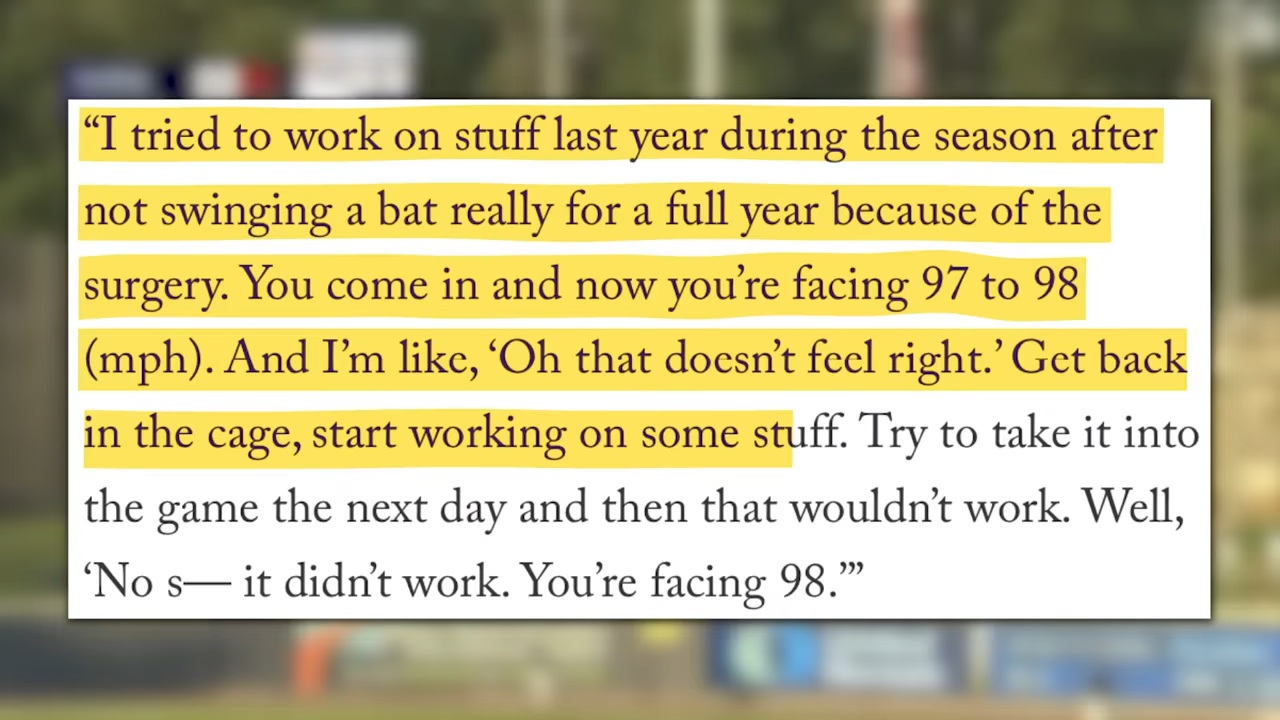 “I tried to work on stuff last year during the season after
not swinging a bat really for a full year because of the
surgery. You come in and now you’re facing 97 to 98
(mph). And I’m like, ‘Oh that doesn’t feel right.’ Get back
in the cage, start working on some stuff. Try to take it into
the game the next day and then that wouldn’t work. Well,
‘No s— it didn’t work. You’re facing 98.’”